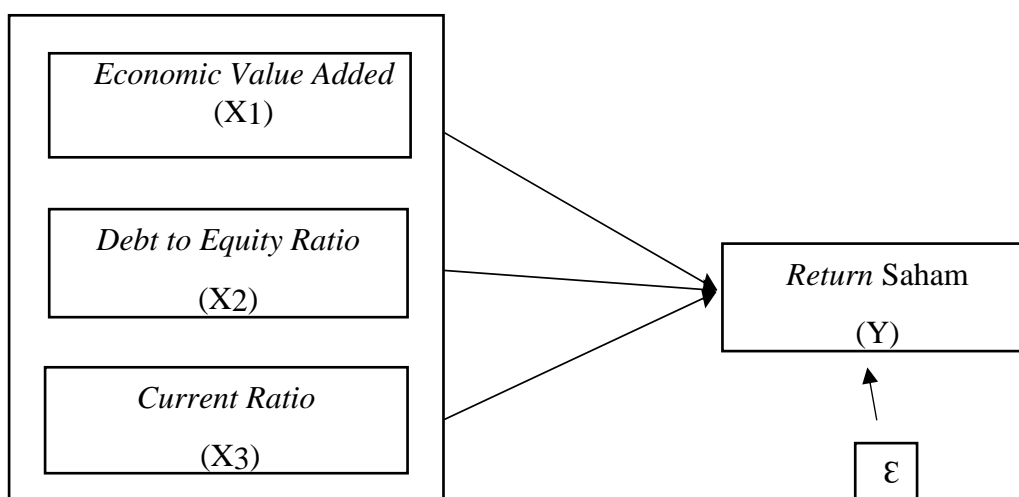 Economic Value Added
(X1)
Debt to Equity Ratio
(X2)
Current Ratio
(X3)
Return Saham
(Y)
Ɛ